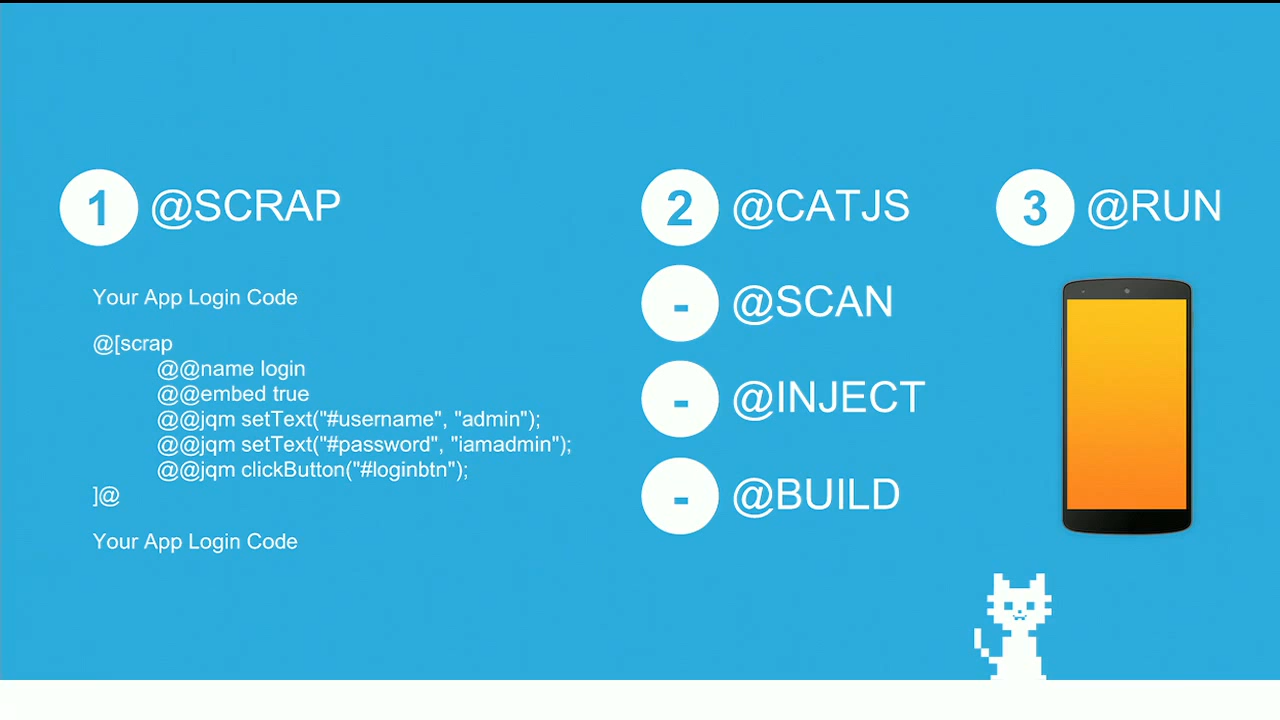 1 @SCRAP
Your App Login Code
@[scrap
@@name login
@@embed true
@@jqm setText("#username", "admin");
@@jqm setText("#password", "iamadmin");
@@jqm clickButton("#loginbtn");
]@
Your App Login Code
2 @CATJS
- @SCAN
- @INJECT
- @BUILD
3 @RUN